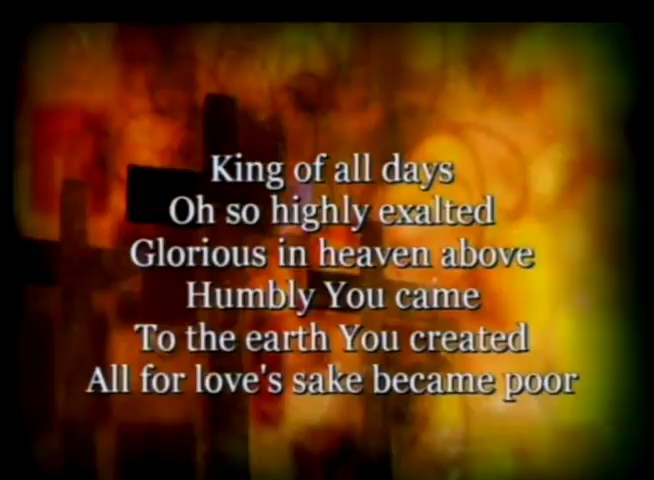 King of all days
Oh so highly exalted
Glorious in heaven above
Humbly You came
To the earth You created
All for love's sake became poor